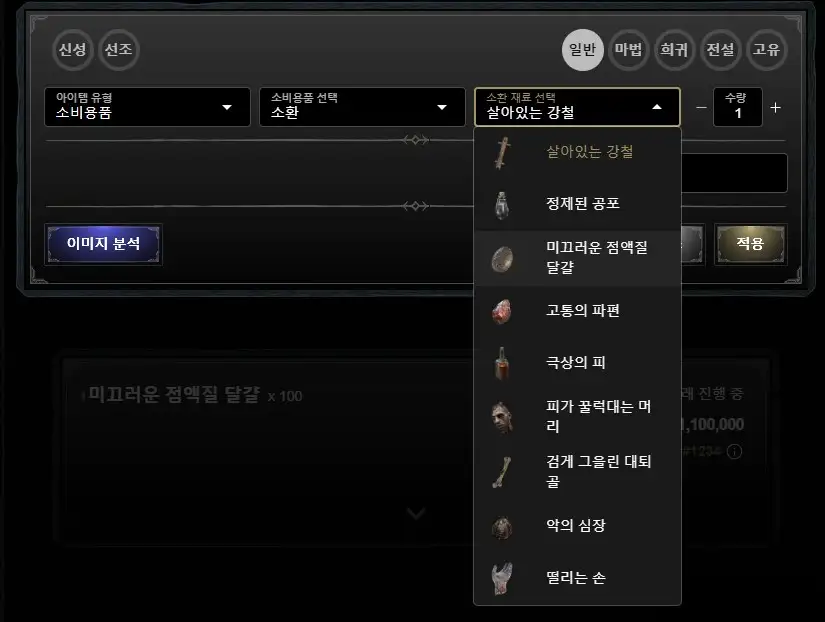 신성 선조 일반 마법 희귀 전설 고유
아이템 유형
소비용품
소비용품 선택
소환
소환 재료 선택
살아있는 강철
수량
1
살아있는 강철
정제된 공포
이미지 분석
적용
미끄러운 점액질
달걀
고통의 파편
극상의 피
미끄러운 점액질 달걀 x 100
래 진행 중
1,100,000
#1234
피가 꿀럭대는 머
리
검게 그을린 대퇴
골
악의 심장
떨리는 손